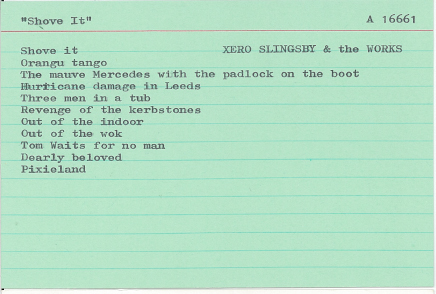 "Shove It" A 16661
Shove it XERO SLINGSBY & the WORKS
Orangu tango
The mauve Mercedes with the padlock on the boot
Hurricane damage in Leeds
Three men in a tub
Revenge of the kerbstones
Out of the indoor
Out of the wok
Tom Waits for no man
Dearly beloved
Pixieland